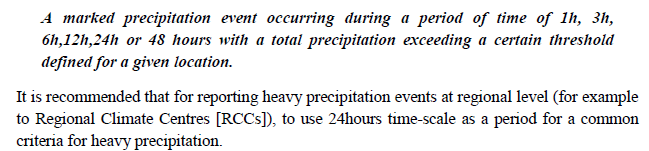 A marked precipitation event occurring during a period of time of 1h, 3h,
6h,12h,24h or 48 hours with a total precipitation exceeding a certain threshold
defined for a given location.
It is recommended that for reporting heavy precipitation events at regional level (for example
to Regional Climate Centres [RCCs]), to use 24hours time-scale as a period for a common
criteria for heavy precipitation.